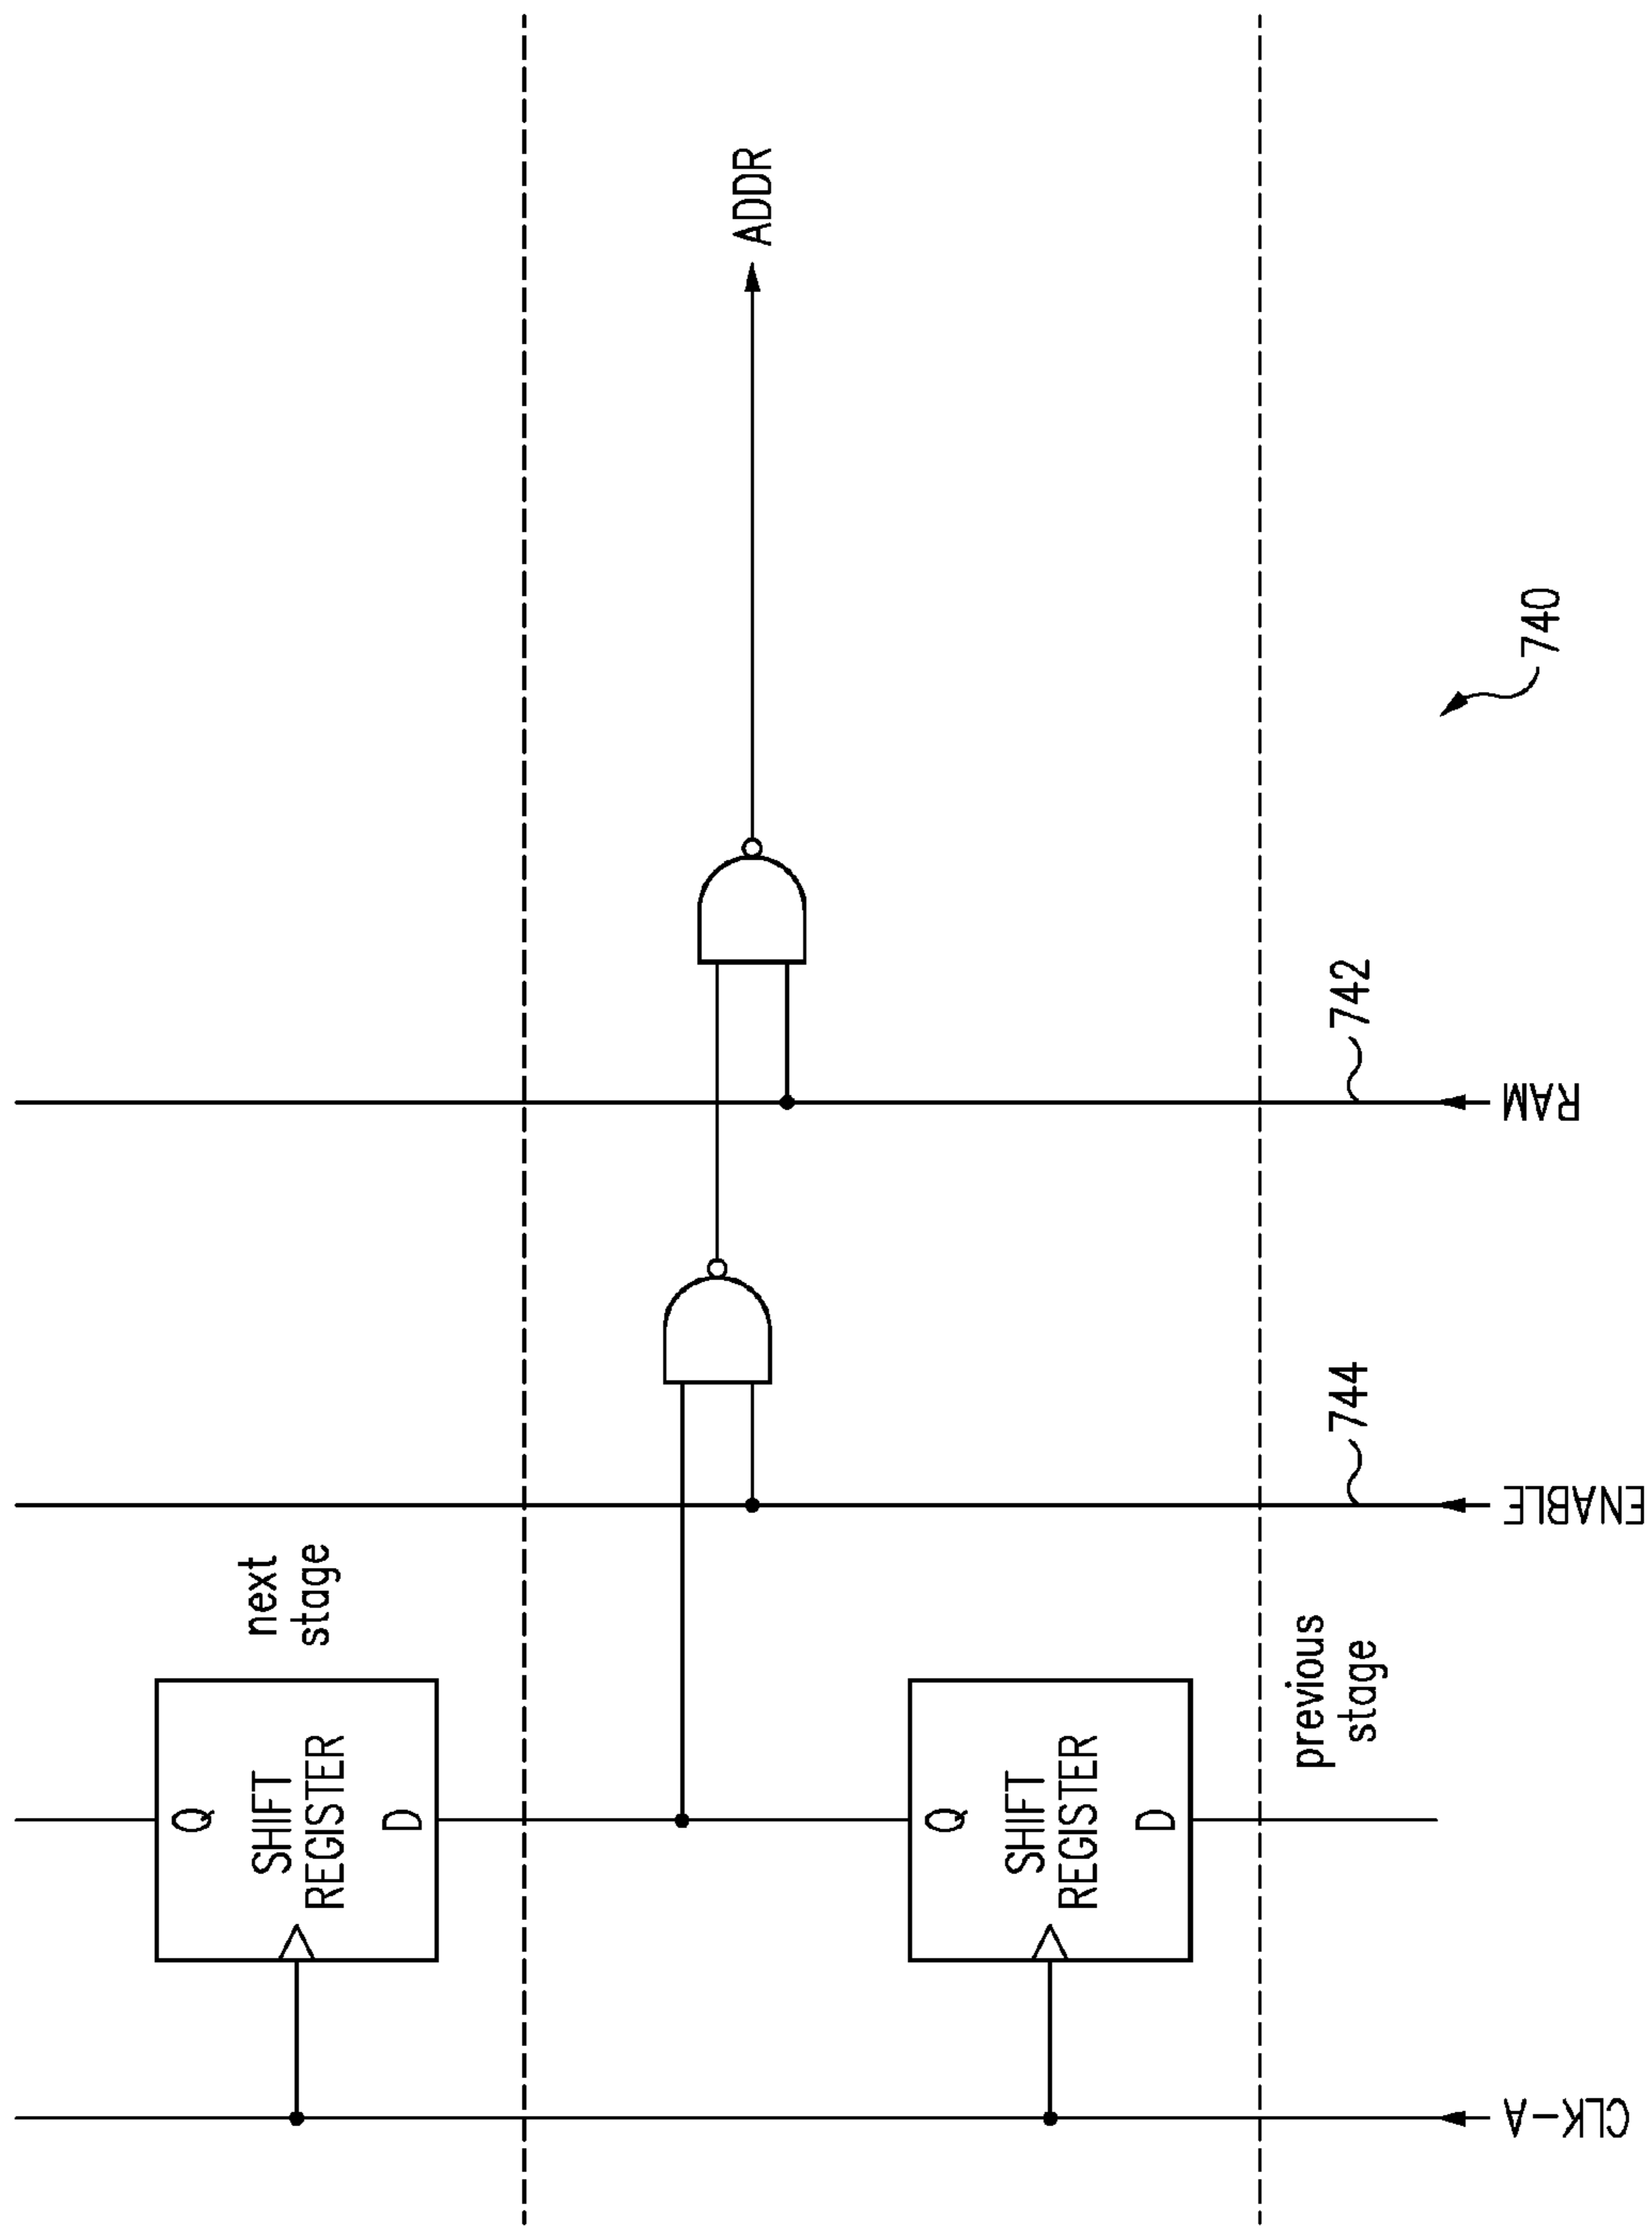 Q
SHIFT
REGISTER
D
next
stage
ADDR
Q
SHIFT
REGISTER
D
previous
stage
744
742
740
CLK-A
ENABLE
RAM